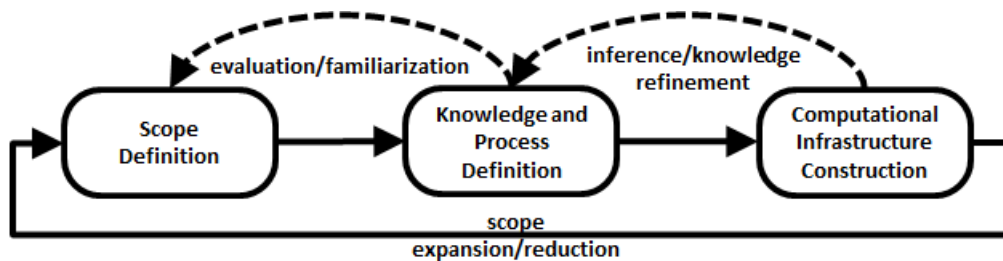 evaluation/familiarization
inference/knowledge
refinement
Scope
Definition
Knowledge and
Process
Definition
Computational
Infrastructure
Construction
scope
expansion/reduction